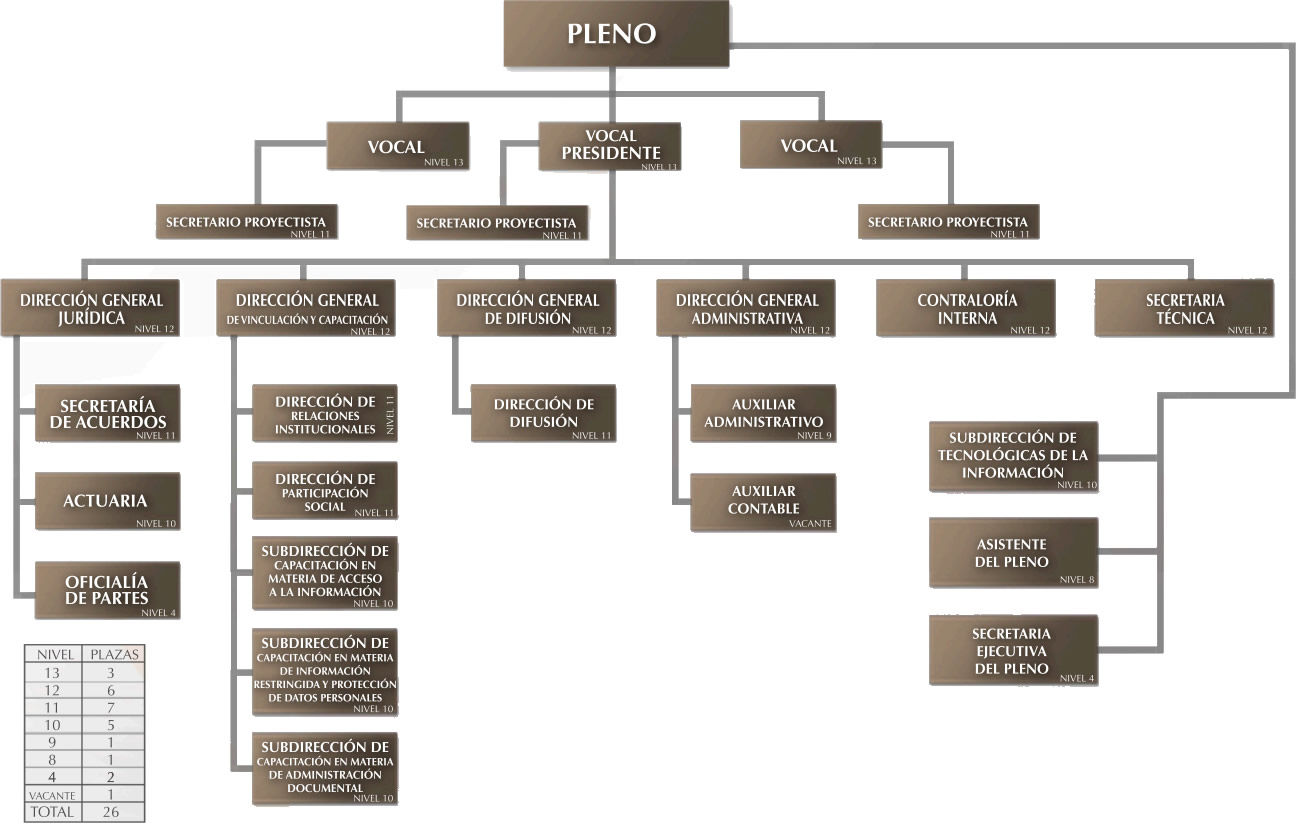 PLENO
VOCAL
NIVEL 13
VOCAL
PRESIDENTE
NIVEL 13
VOCAL
NIVEL 13
SECRETARIO PROYECTISTA
NIVEL 11
SECRETARIO PROYECTISTA
NIVEL 11
SECRETARIO PROYECTISTA
NIVEL 11
DIRECCIÓN GENERAL
JURÍDICA
NIVEL 12
DIRECCIÓN GENERAL
DE VINCULACIÓN Y CAPACITACIÓN
NIVEL 12
DIRECCIÓN GENERAL
DE DIFUSIÓN
NIVEL 12
DIRECCIÓN GENERAL
ADMINISTRATIVA
NIVEL 12
CONTRALORÍA
INTERNA
NIVEL 12
SECRETARIA
TÉCNICA
NIVEL 12
SECRETARÍA
DE ACUERDOS
NIVEL 11
ACTUARIA
NIVEL 10
OFICIALÍA
DE PARTES
NIVEL 4
DIRECCIÓN DE
RELACIONES
INSTITUCIONALES
NIVEL 11
DIRECCIÓN DE
PARTICIPACIÓN
SOCIAL
NIVEL 11
SUBDIRECCIÓN DE
CAPACITACIÓN EN
MATERIA DE ACCESO
A LA INFORMACIÓN
NIVEL 10
SUBDIRECCIÓN DE
CAPACITACIÓN EN MATERIA
DE INFORMACIÓN
RESTRINGIDA Y PROTECCIÓN
DE DATOS PERSONALES
NIVEL 10
SUBDIRECCIÓN DE
CAPACITACIÓN EN MATERIA
DE ADMINISTRACIÓN
DOCUMENTAL
NIVEL 10
DIRECCIÓN DE
DIFUSIÓN
NIVEL 11
AUXILIAR
ADMINISTRATIVO
NIVEL 9
AUXILIAR
CONTABLE
VACANTE
SUBDIRECCIÓN DE
TECNOLÓGICAS DE LA
INFORMACIÓN
NIVEL 10
ASISTENTE
DEL PLENO
NIVEL 8
SECRETARIA
EJECUTIVA
DEL PLENO
NIVEL 4
NIVEL PLAZAS
13 3
12 6
11 7
10 5
9 1
8 1
4 2
VACANTE 1
TOTAL 26